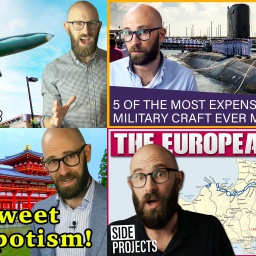 5 OF THE MOST EXPENS
MILITARY CRAFT EVER M
weet
potism!
THE EUROPEA
SIDE
PROJECTS